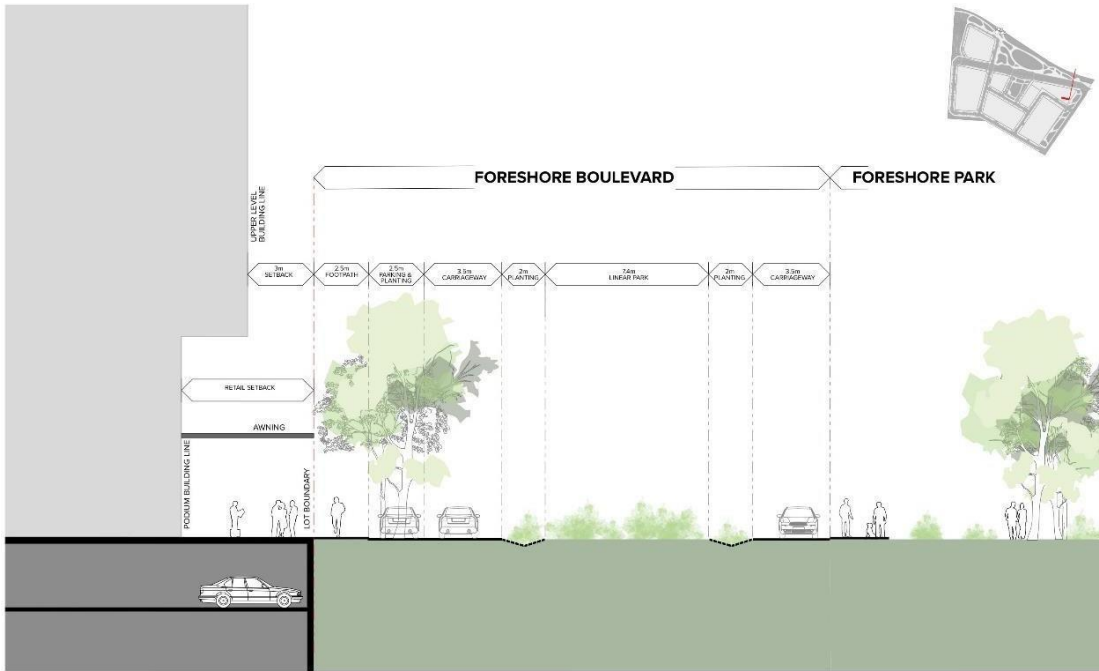 FORESHORE BOULEVARD
FORESHORE PARK
UPPER LEVEL
BUILDING LINE
3m
SETBACK
2.5m
FOOTPATH
2.5m
PARKING &
PLANTING
3.5m
CARRIAGEWAY
2m
PLANTING
7.4m
LINEAR PARK
2m
PLANTING
3.5m
CARRIAGEWAY
RETAIL SETBACK
AWNING
PODIUM BUILDING LINE
LOT BOUNDARY